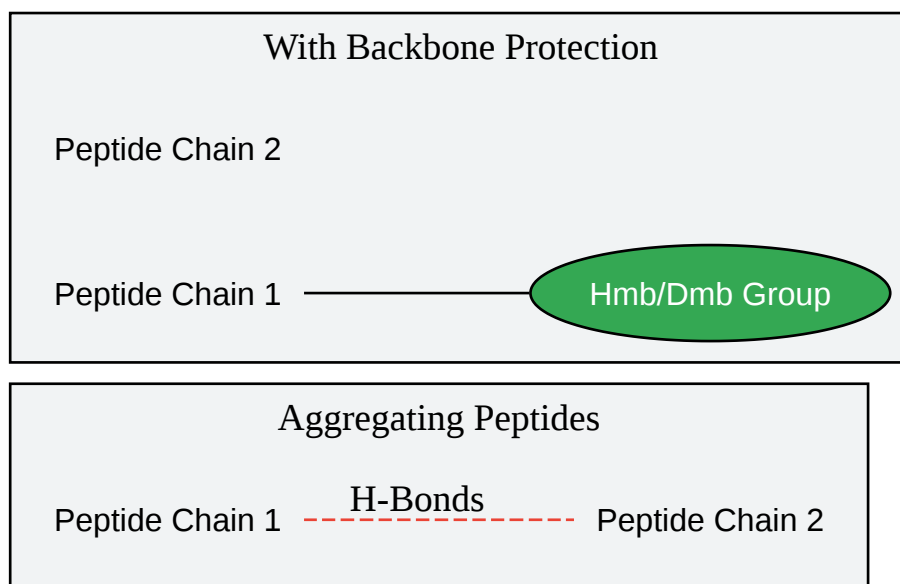 With Backbone Protection
Peptide Chain 2
Peptide Chain 1
Hmb/Dmb Group
Aggregating Peptides
H-Bonds
Peptide Chain 1
Peptide Chain 2